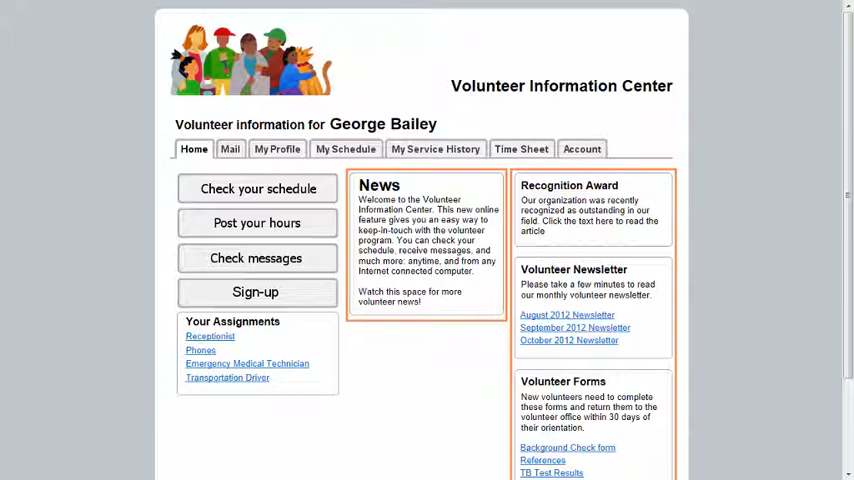 Volunteer Information Center
Volunteer information for George Bailey
Home
Mail
My Profile
My Schedule
My Service History
Time Sheet
Account
Check your schedule
Post your hours
Check messages
Sign-up
Your Assignments
Receptionist
Phones
Emergency Medical Technician
Transportation Driver
News
Welcome to the Volunteer
Information Center. This new online
feature gives you an easy way to
keep-in-touch with the volunteer
program. You can check your
schedule, receive messages, and
much more: anytime, and from any
Internet connected computer.
Watch this space for more
volunteer news!
Recognition Award
Our organization was recently
recognized as outstanding in our
field. Click the text here to read the
article
Volunteer Newsletter
Please take a few minutes to read
our monthly volunteer newsletter.
August 2012 Newsletter
September 2012 Newsletter
October 2012 Newsletter
Volunteer Forms
New volunteers need to complete
these forms and return them to the
volunteer office within 30 days of
their orientation.
Background Check form
References
TB Test Results